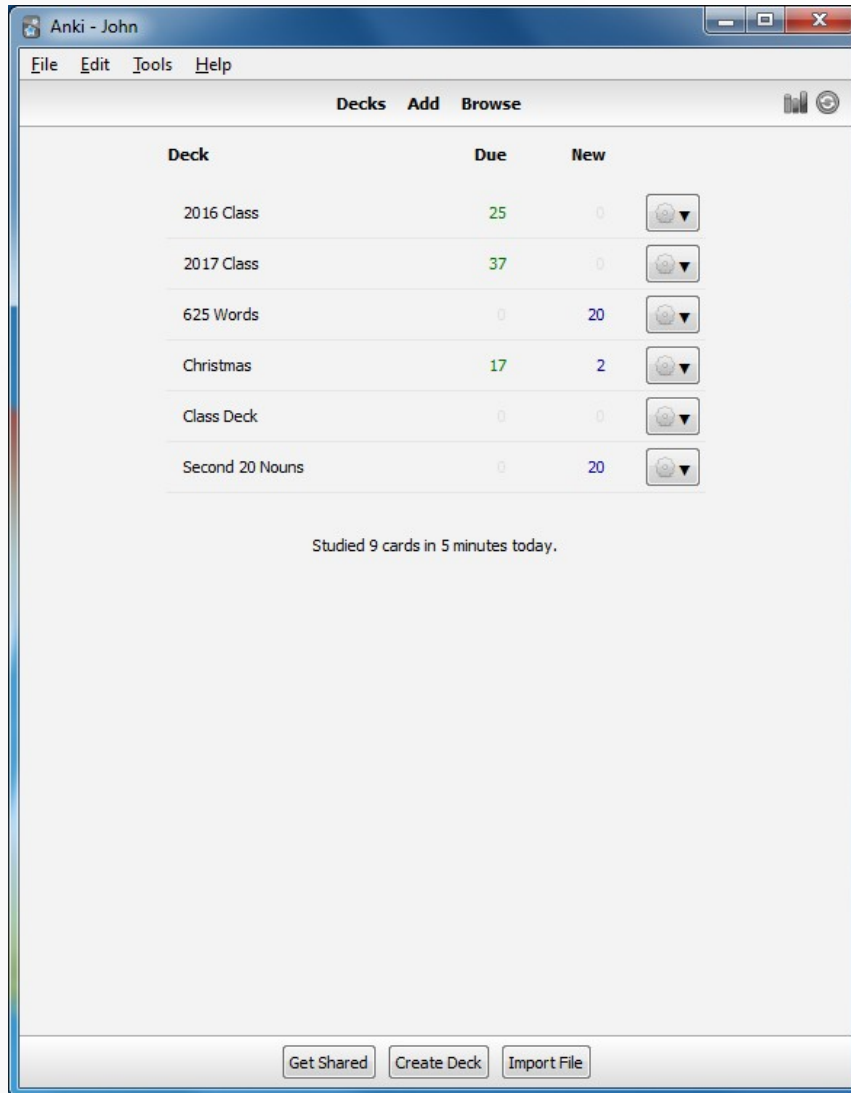 Anki - John
File Edit Tools Help
Decks Add Browse
Deck Due New
2016 Class 25 0
2017 Class 37 0
625 Words 0 20
Christmas 17 2
Class Deck 0 0
Second 20 Nouns 0 20
Studied 9 cards in 5 minutes today.
Get Shared Create Deck Import File